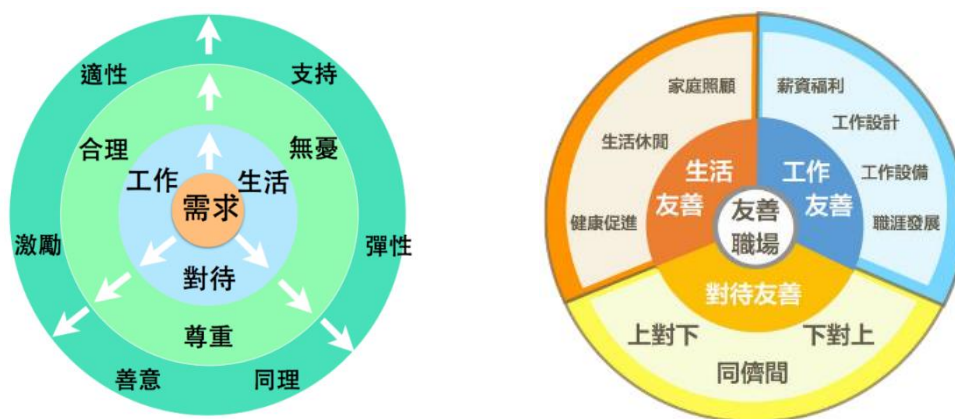 適性
支持
合理
無憂
工作
生活
需求
激勵
彈性
對待
尊重
善意
同理
家庭照顧
薪資福利
工作設計
生活休閒
生活
友善
工作
友善
工作設備
健康促進
友善
職場
職涯發展
對待友善
上對下
下對上
同儕間